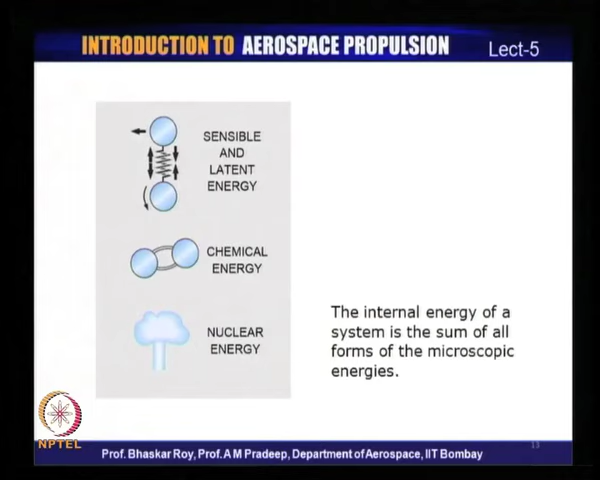 INTRODUCTION TO AEROSPACE PROPULSION
Lect-5
SENSIBLE
AND
LATENT
ENERGY
CHEMICAL
ENERGY
NUCLEAR
ENERGY
The internal energy of a
system is the sum of all
forms of the microscopic
energies.
NPTEL
Prof. Bhaskar Roy, Prof. A M Pradeep, Department of Aerospace, IIT Bombay
13